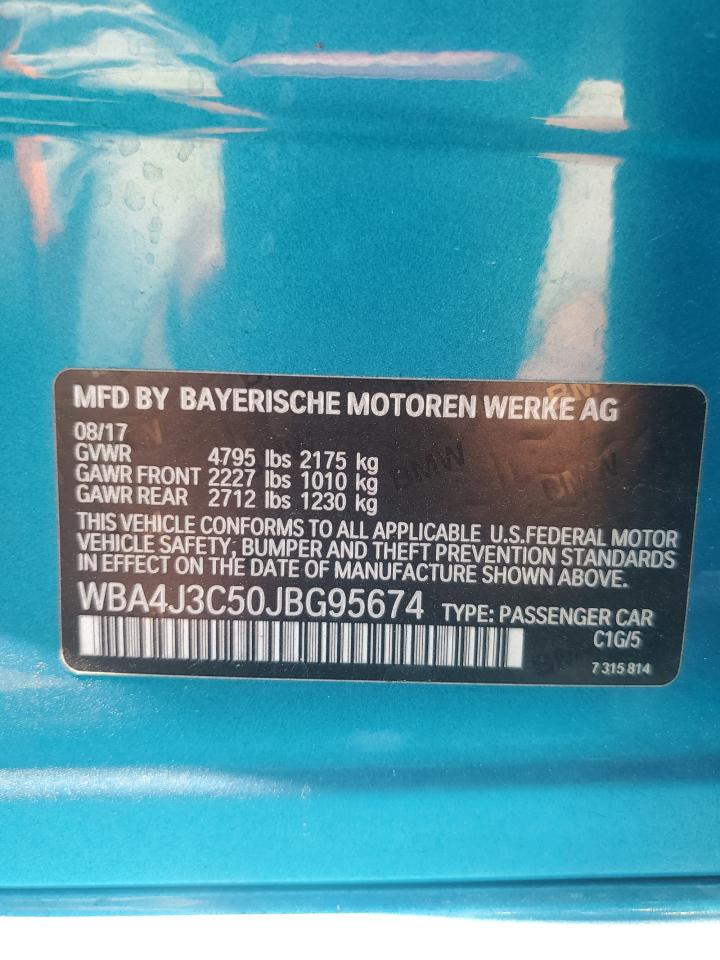 MFD BY BAYERISCHE MOTOREN WERKE AG
08/17
GVWR 4795 lbs 2175 kg
GAWR FRONT 2227 lbs 1010 kg
GAWR REAR 2712 lbs 1230 kg
THIS VEHICLE CONFORMS TO ALL APPLICABLE U.S.FEDERAL MOTOR
VEHICLE SAFETY, BUMPER AND THEFT PREVENTION STANDARDS
IN EFFECT ON THE DATE OF MANUFACTURE SHOWN ABOVE.
WBA4J3C50JBG95674 TYPE: PASSENGER CAR
C1G/5
7 315 814